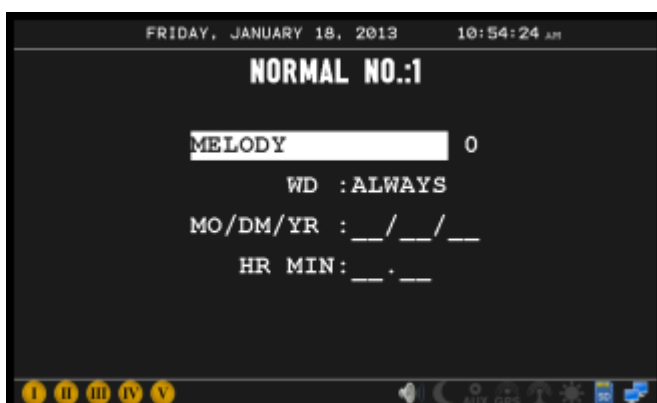 FRIDAY, JANUARY 18, 2013 10:54:24 AM
NORMAL NO.:1
MELODY 0
WD :ALWAYS
MO/DM/YR :__/__/__
HR MIN:__.__
I II III IV V AUX GPS SD